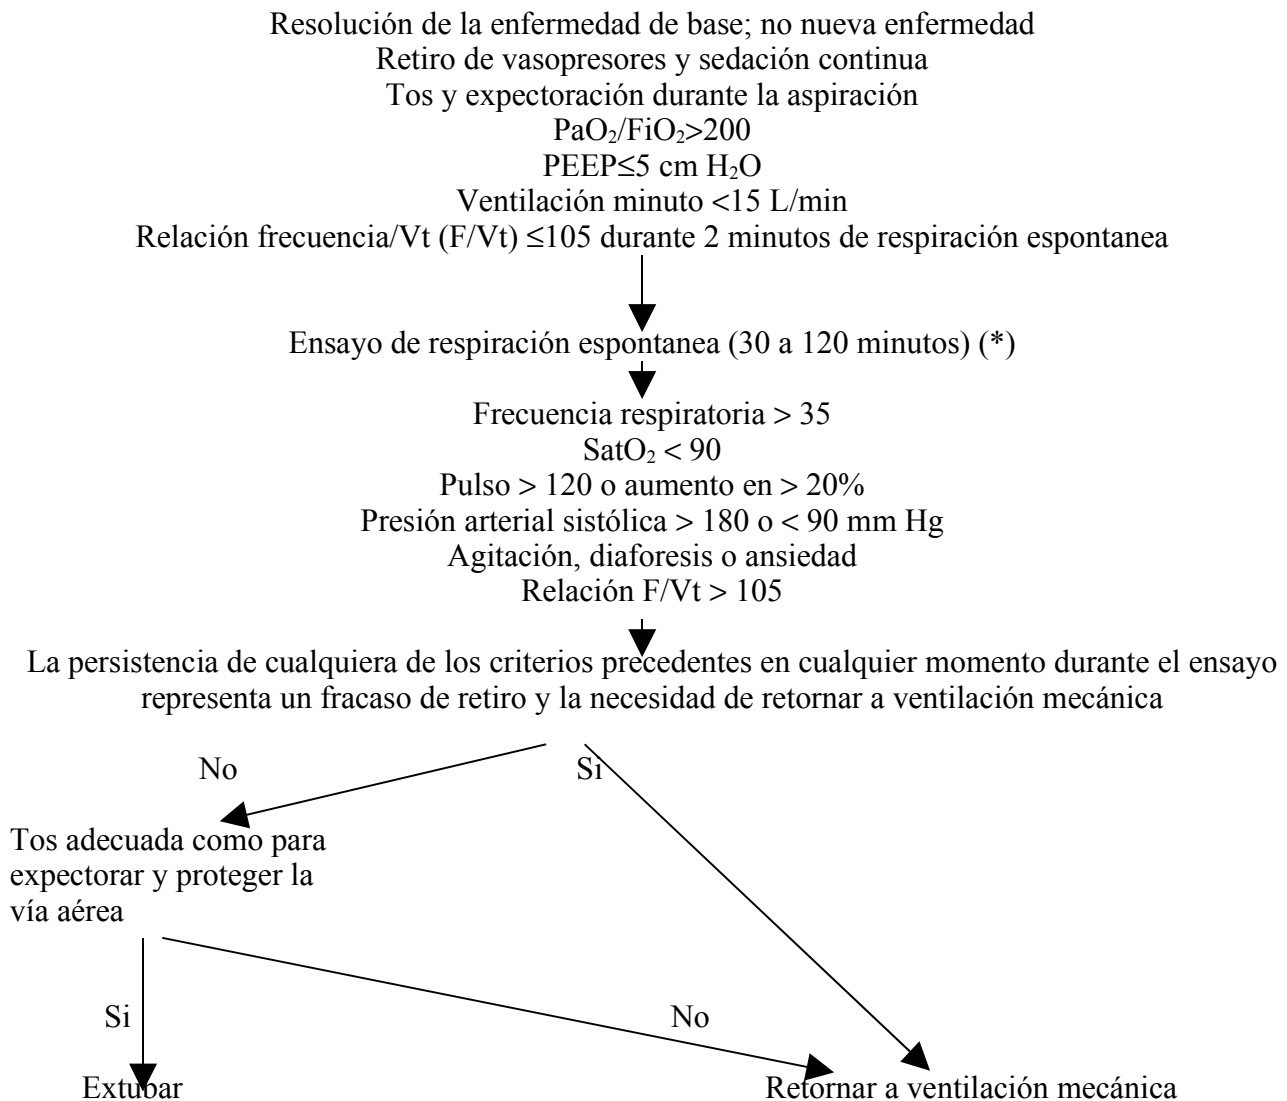 Resolución de la enfermedad de base; no nueva enfermedad
Retiro de vasopresores y sedación continua
Tos y expectoración durante la aspiración
PaO₂/FiO₂>200
PEEP≤5 cm H₂O
Ventilación minuto <15 L/min
Relación frecuencia/Vt (F/Vt) ≤105 durante 2 minutos de respiración espontanea
Ensayo de respiración espontanea (30 a 120 minutos) (*)
Frecuencia respiratoria > 35
SatO₂ < 90
Pulso > 120 o aumento en > 20%
Presión arterial sistólica > 180 o < 90 mm Hg
Agitación, diaforesis o ansiedad
Relación F/Vt > 105
La persistencia de cualquiera de los criterios precedentes en cualquier momento durante el ensayo
representa un fracaso de retiro y la necesidad de retornar a ventilación mecánica
No
Si
Tos adecuada como para
expectorar y proteger la
vía aérea
Si
No
Extubar
Retornar a ventilación mecánica